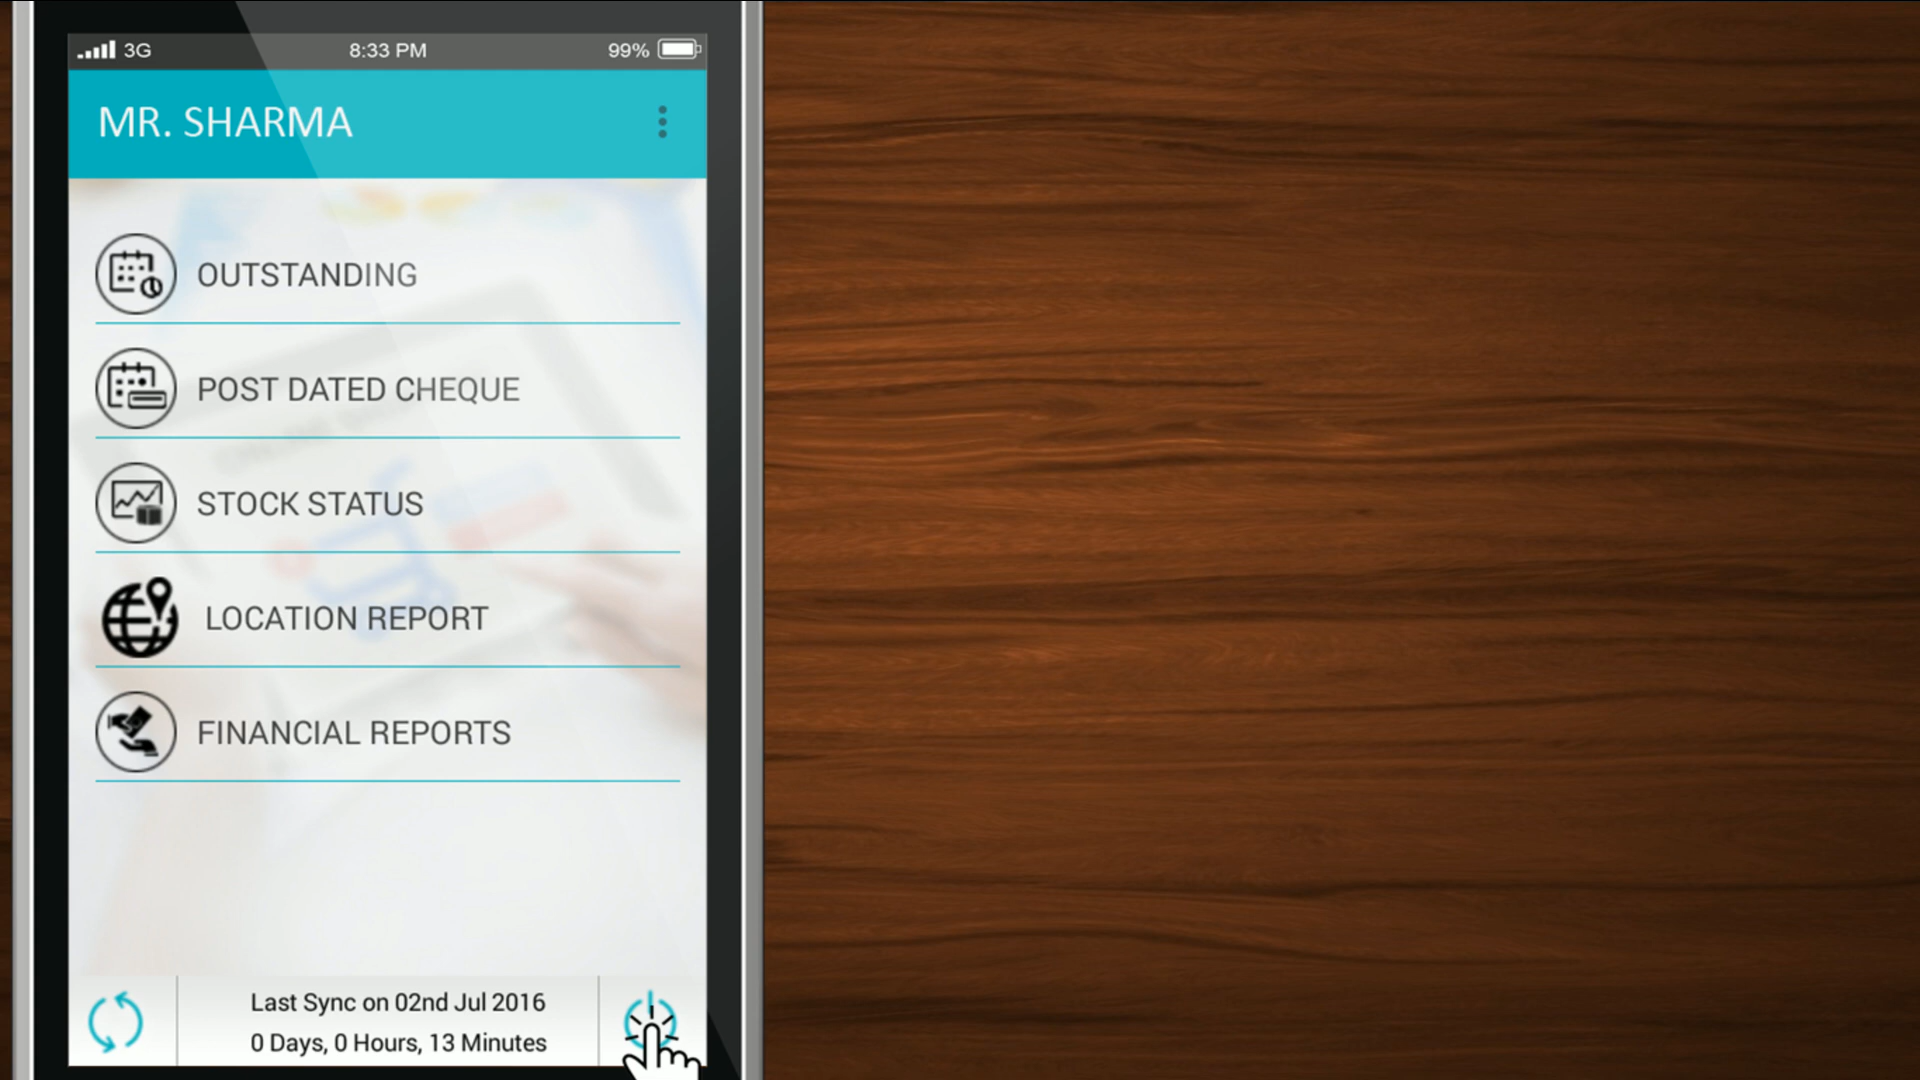 3G 8:33 PM 99%
MR. SHARMA
OUTSTANDING
POST DATED CHEQUE
STOCK STATUS
LOCATION REPORT
FINANCIAL REPORTS
Last Sync on 02nd Jul 2016
0 Days, 0 Hours, 13 Minutes